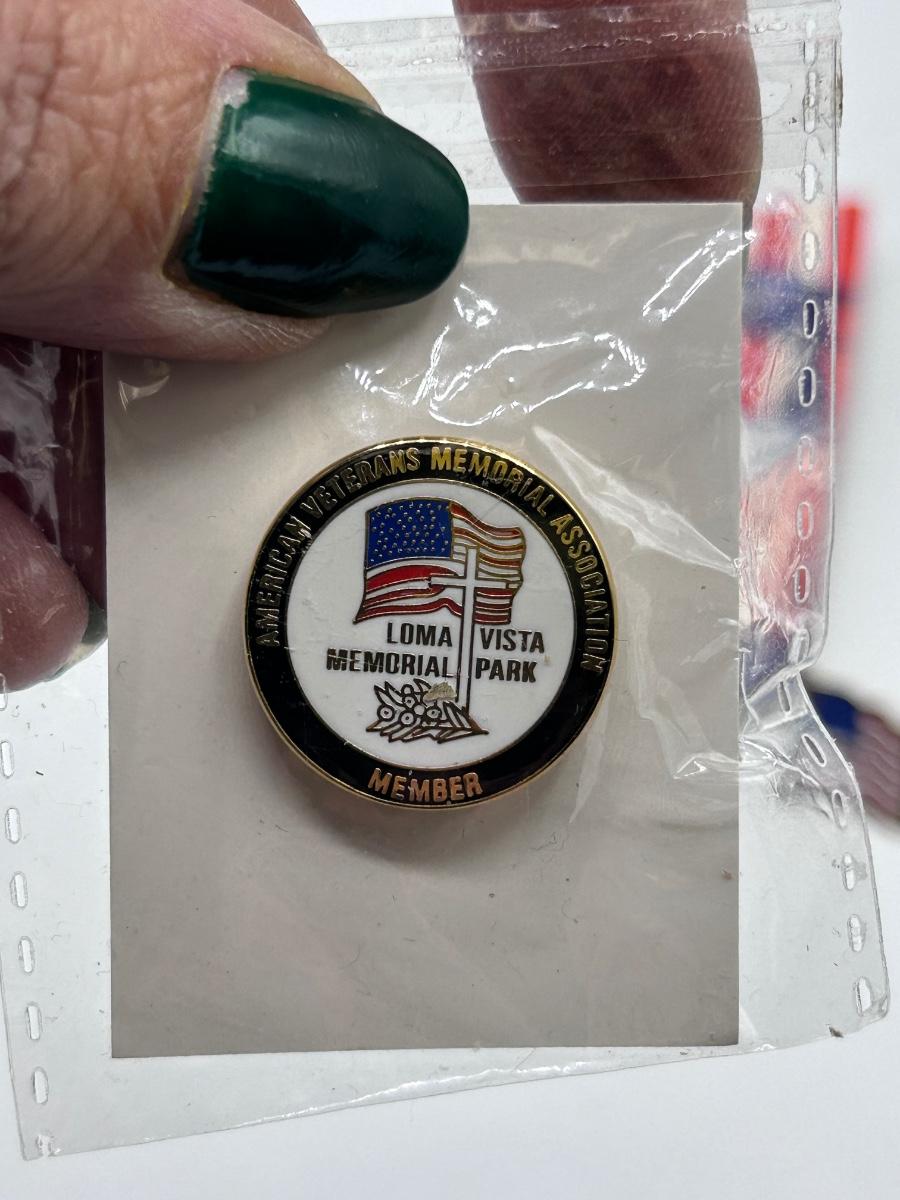 AMERICAN VETERANS MEMORIAL ASSOCIATION
LOMA VISTA
MEMORIAL PARK
MEMBER